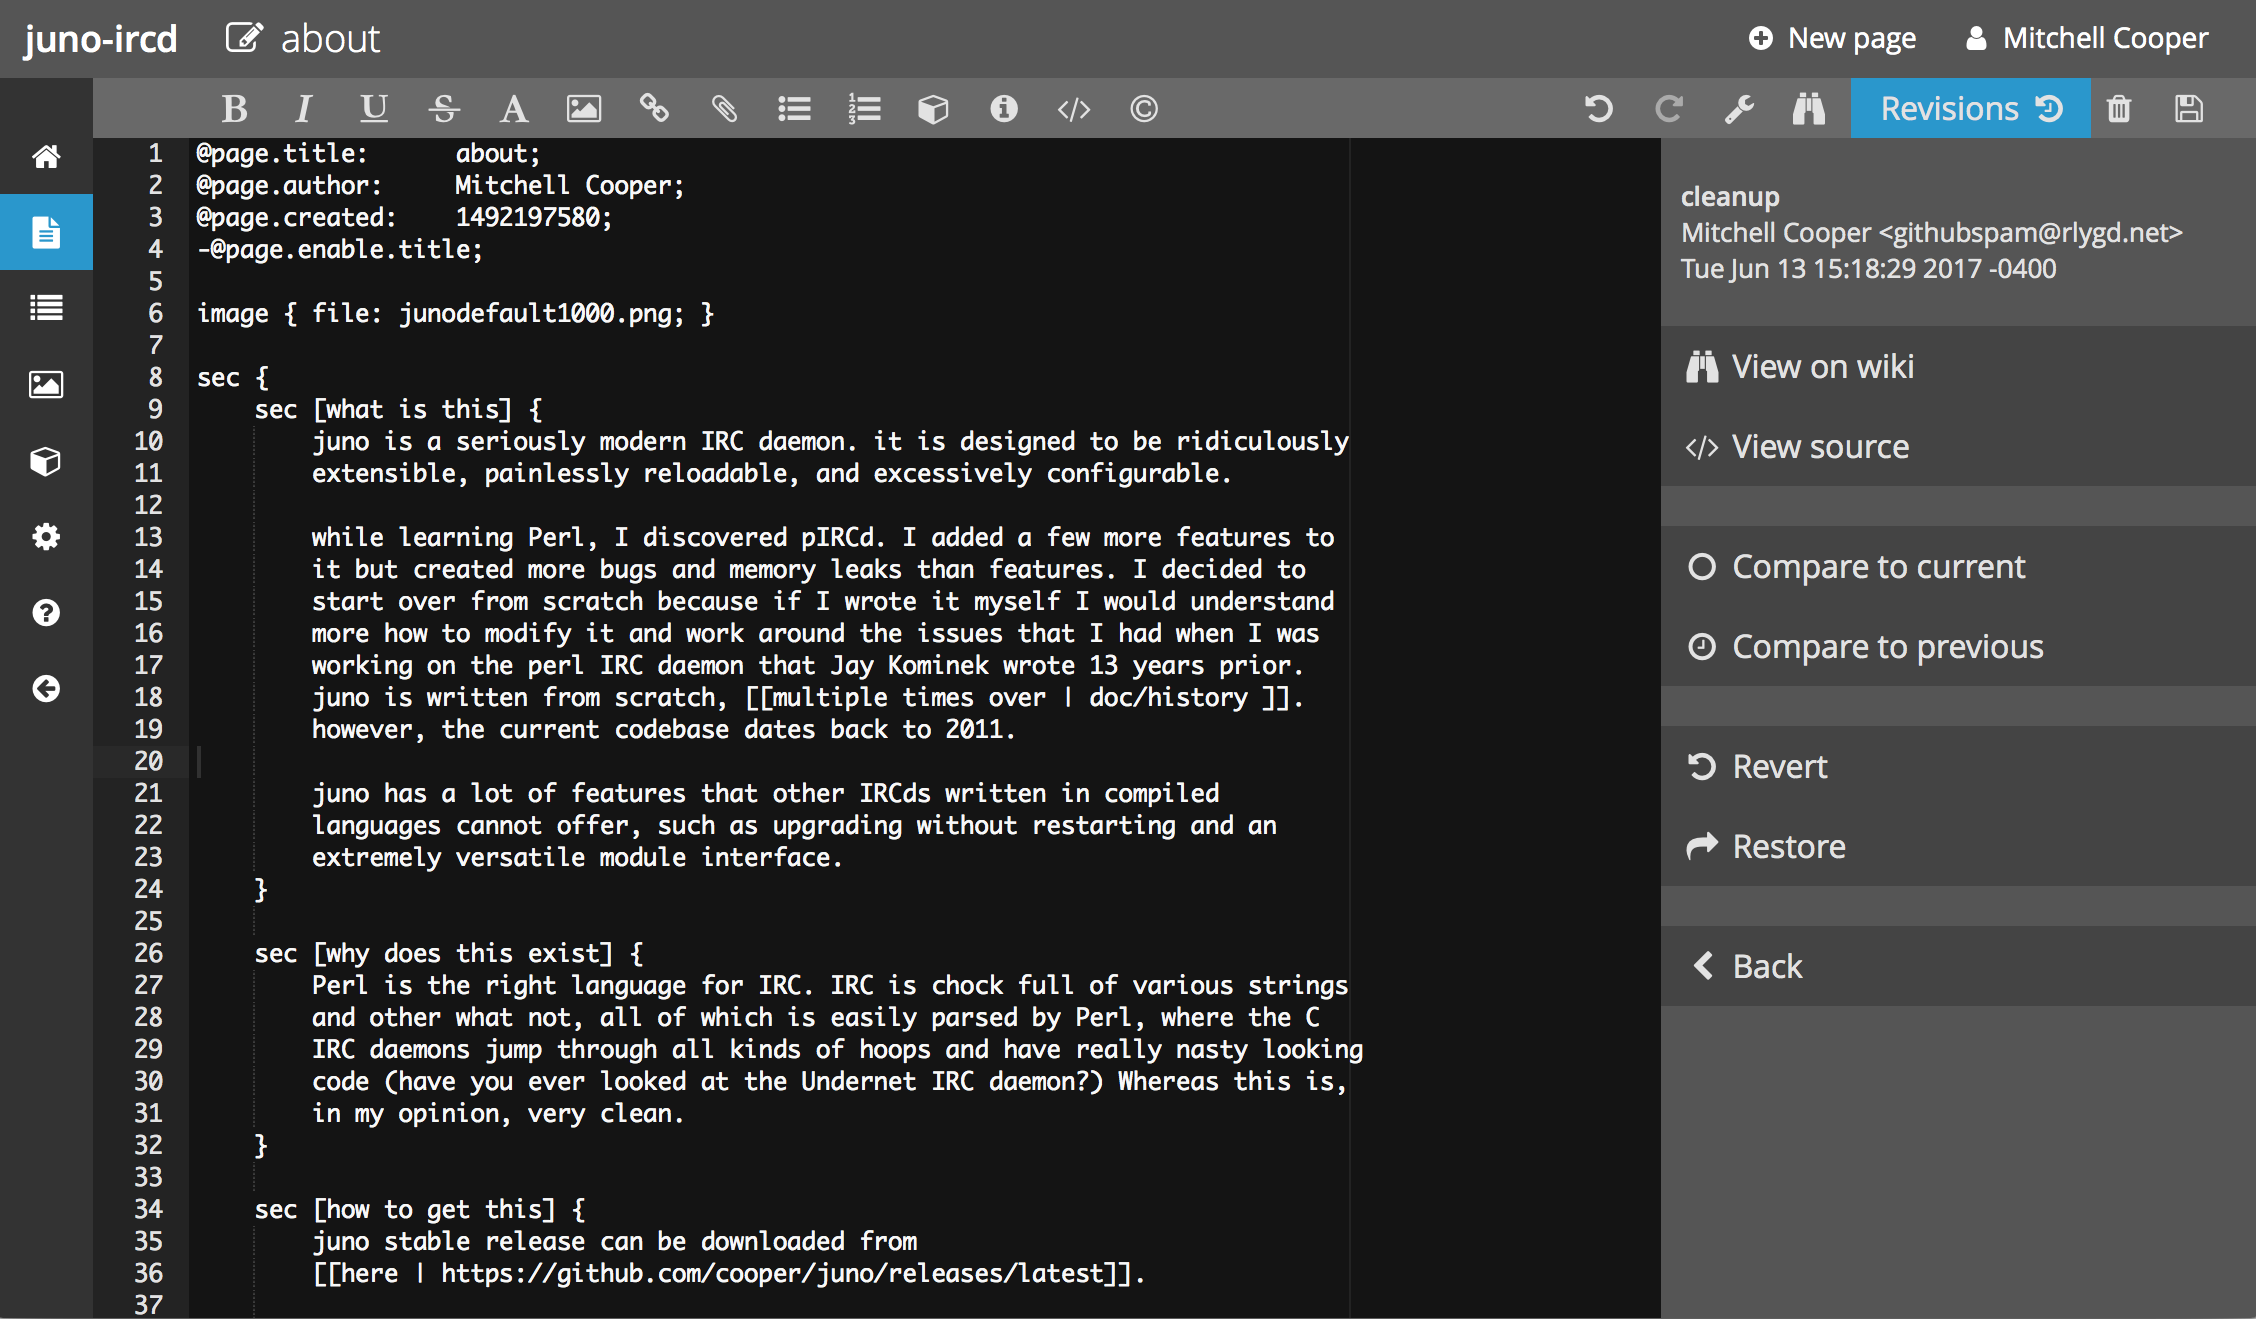 juno-ircd about New page Mitchell Cooper
B I U S A Revisions
1 @page.title: about;
2 @page.author: Mitchell Cooper;
3 @page.created: 1492197580;
4 -@page.enable.title;
5
6 image { file: junodefault1000.png; }
7
8 sec {
9 sec [what is this] {
10 juno is a seriously modern IRC daemon. it is designed to be ridiculously
11 extensible, painlessly reloadable, and excessively configurable.
12
13 while learning Perl, I discovered pIRCd. I added a few more features to
14 it but created more bugs and memory leaks than features. I decided to
15 start over from scratch because if I wrote it myself I would understand
16 more how to modify it and work around the issues that I had when I was
17 working on the perl IRC daemon that Jay Kominek wrote 13 years prior.
18 juno is written from scratch, [[multiple times over | doc/history ]].
19 however, the current codebase dates back to 2011.
20
21 juno has a lot of features that other IRCds written in compiled
22 languages cannot offer, such as upgrading without restarting and an
23 extremely versatile module interface.
24 }
25
26 sec [why does this exist] {
27 Perl is the right language for IRC. IRC is chock full of various strings
28 and other what not, all of which is easily parsed by Perl, where the C
29 IRC daemons jump through all kinds of hoops and have really nasty looking
30 code (have you ever looked at the Undernet IRC daemon?) Whereas this is,
31 in my opinion, very clean.
32 }
33
34 sec [how to get this] {
35 juno stable release can be downloaded from
36 [[here | https://github.com/cooper/juno/releases/latest]].
37
cleanup
Mitchell Cooper <githubspam@rlygd.net>
Tue Jun 13 15:18:29 2017 -0400
View on wiki
</> View source
Compare to current
Compare to previous
Revert
Restore
Back